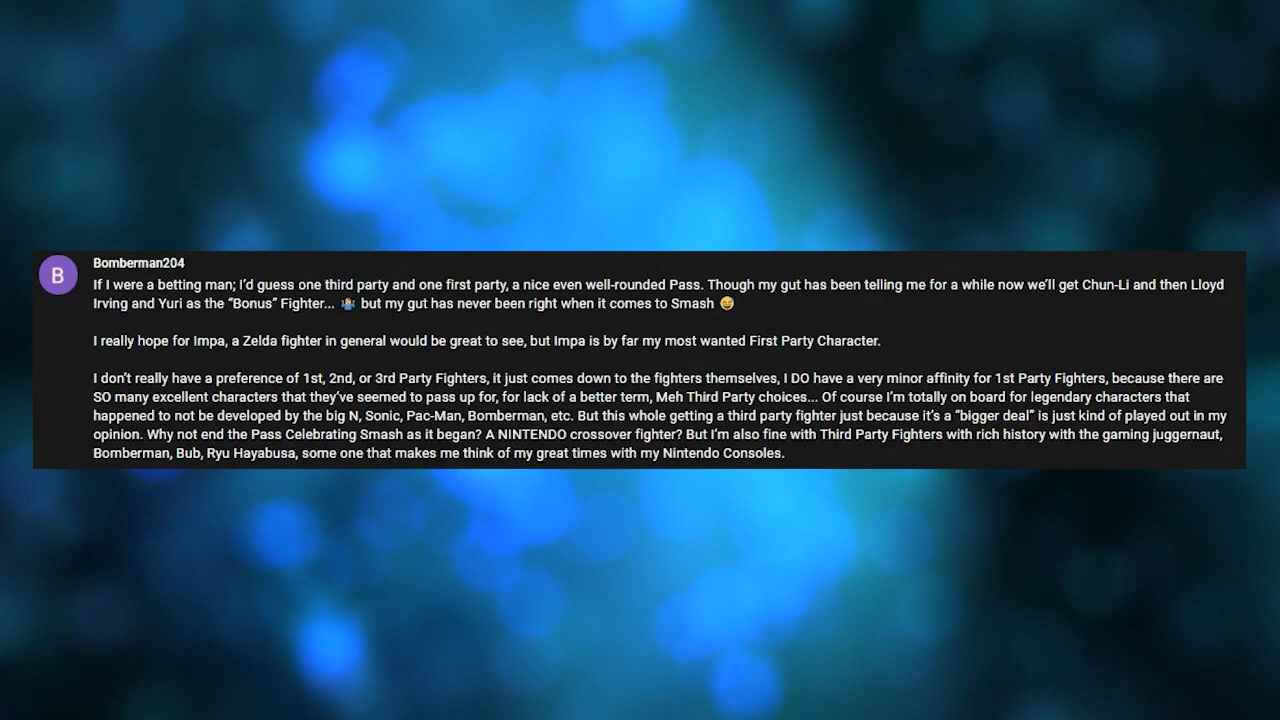 B
Bomberman204
If I were a betting man; I'd guess one third party and one first party, a nice even well-rounded Pass. Though my gut has been telling me for a while now we'll get Chun-Li and then Lloyd
Irving and Yuri as the “Bonus” Fighter... 🤷‍♂️ but my gut has never been right when it comes to Smash 😅
I really hope for Impa, a Zelda fighter in general would be great to see, but Impa is by far my most wanted First Party Character.
I don't really have a preference of 1st, 2nd, or 3rd Party Fighters, it just comes down to the fighters themselves, I DO have a very minor affinity for 1st Party Fighters, because there are
SO many excellent characters that they've seemed to pass up for, for lack of a better term, Meh Third Party choices... Of course I'm totally on board for legendary characters that
happened to not be developed by the big N, Sonic, Pac-Man, Bomberman, etc. But this whole getting a third party fighter just because it's a “bigger deal” is just kind of played out in my
opinion. Why not end the Pass Celebrating Smash as it began? A NINTENDO crossover fighter? But I'm also fine with Third Party Fighters with rich history with the gaming juggernaut,
Bomberman, Bub, Ryu Hayabusa, some one that makes me think of my great times with my Nintendo Consoles.